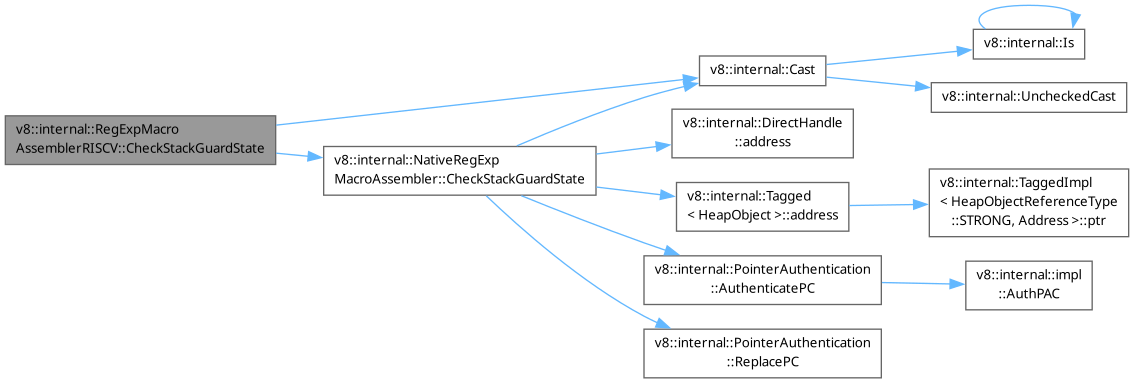 v8::internal::RegExpMacro
AssemblerRISCV::CheckStackGuardState
v8::internal::NativeRegExp
MacroAssembler::CheckStackGuardState
v8::internal::Cast
v8::internal::Is
v8::internal::UncheckedCast
v8::internal::DirectHandle
::address
v8::internal::Tagged
< HeapObject >::address
v8::internal::TaggedImpl
< HeapObjectReferenceType
::STRONG, Address >::ptr
v8::internal::PointerAuthentication
::AuthenticatePC
v8::internal::impl
::AuthPAC
v8::internal::PointerAuthentication
::ReplacePC